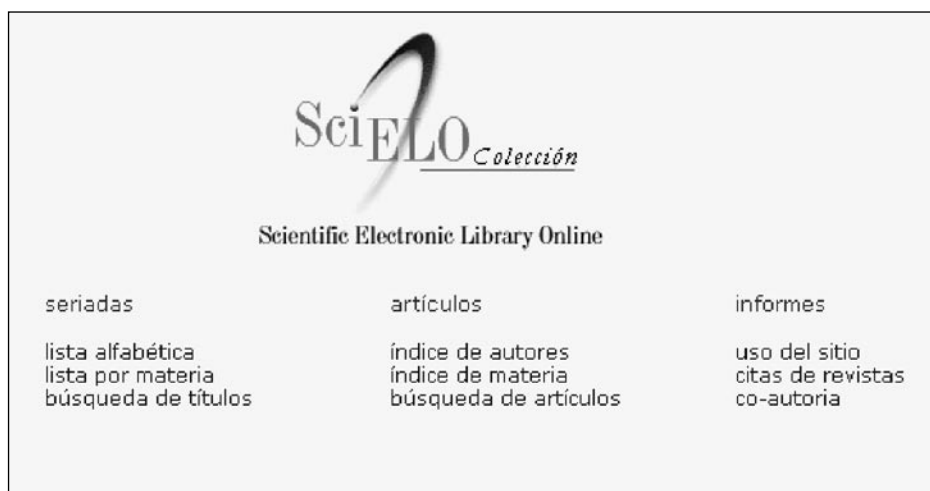 SciELO Colección
Scientific Electronic Library Online
seriadas
lista alfabética
lista por materia
búsqueda de títulos
artículos
índice de autores
índice de materia
búsqueda de artículos
informes
uso del sitio
citas de revistas
co-autoria